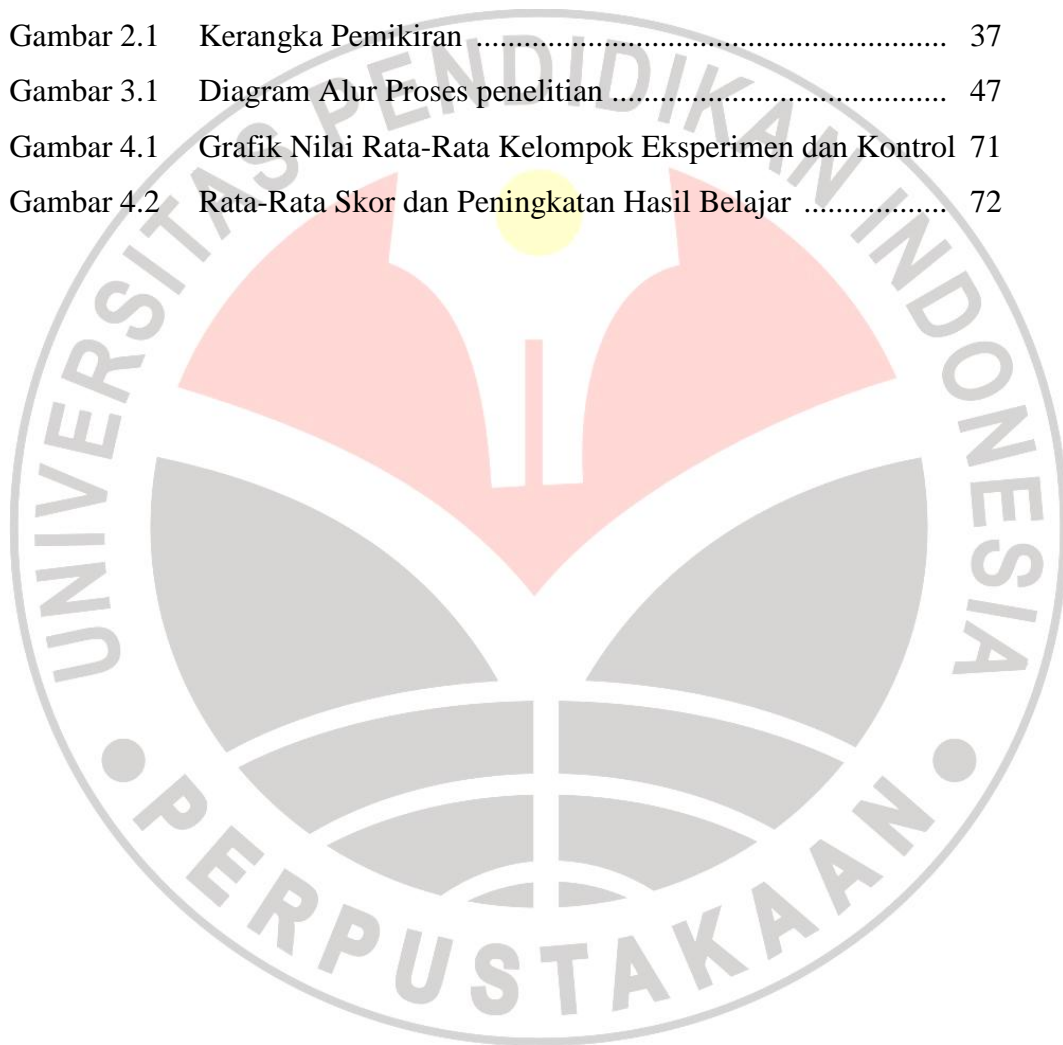 Gambar 2.1 Kerangka Pemikiran ........................................................... 37
Gambar 3.1 Diagram Alur Proses penelitian .......................................... 47
Gambar 4.1 Grafik Nilai Rata-Rata Kelompok Eksperimen dan Kontrol 71
Gambar 4.2 Rata-Rata Skor dan Peningkatan Hasil Belajar .................. 72
UNIVERSITAS PENDIDIKAN INDONESIA
PERPUSTAKAAN